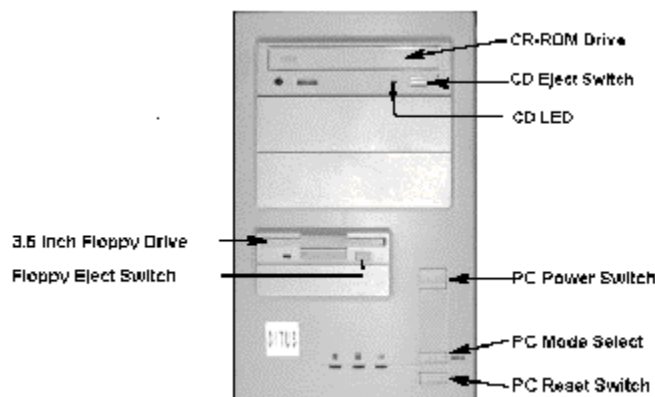 CR-ROM Drive
CD Eject Switch
CD LED
3.5 Inch Floppy Drive
Floppy Eject Switch
PC Power Switch
PC Mode Select
PC Reset Switch